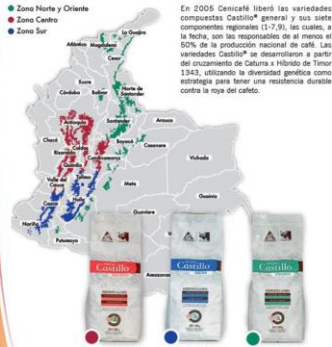 Zona Norte y Oriente
Zona Centro
Zona Sur
En 2005 Cenicafé liberó las variedades
compuestas Castillo® general y sus siete
componentes regionales (1-7,9), las cuales, a
la fecha, son las responsables de al menos el
50% de la producción nacional de café. Las
variedades Castillo® se desarrollaron a partir
del cruzamiento de Caturra x Híbrido de Timor
1343, utilizando la diversidad genética como
estrategia para tener una resistencia durable
contra la roya del cafeto.
La Guajira
Atlántico
Magdalena
Cesar
Sucre
Córdoba
Bolívar
Norte de
Santander
Antioquia
Santander
Arauca
Chocó
Caldas
Boyacá
Casanare
Risaralda
Cundinamarca
Quindío
Vichada
Valle del
Cauca
Tolima
Meta
Cauca
Huila
Guainía
Nariño
Guaviare
Putumayo
Amazonas
Castillo
Castillo
Castillo